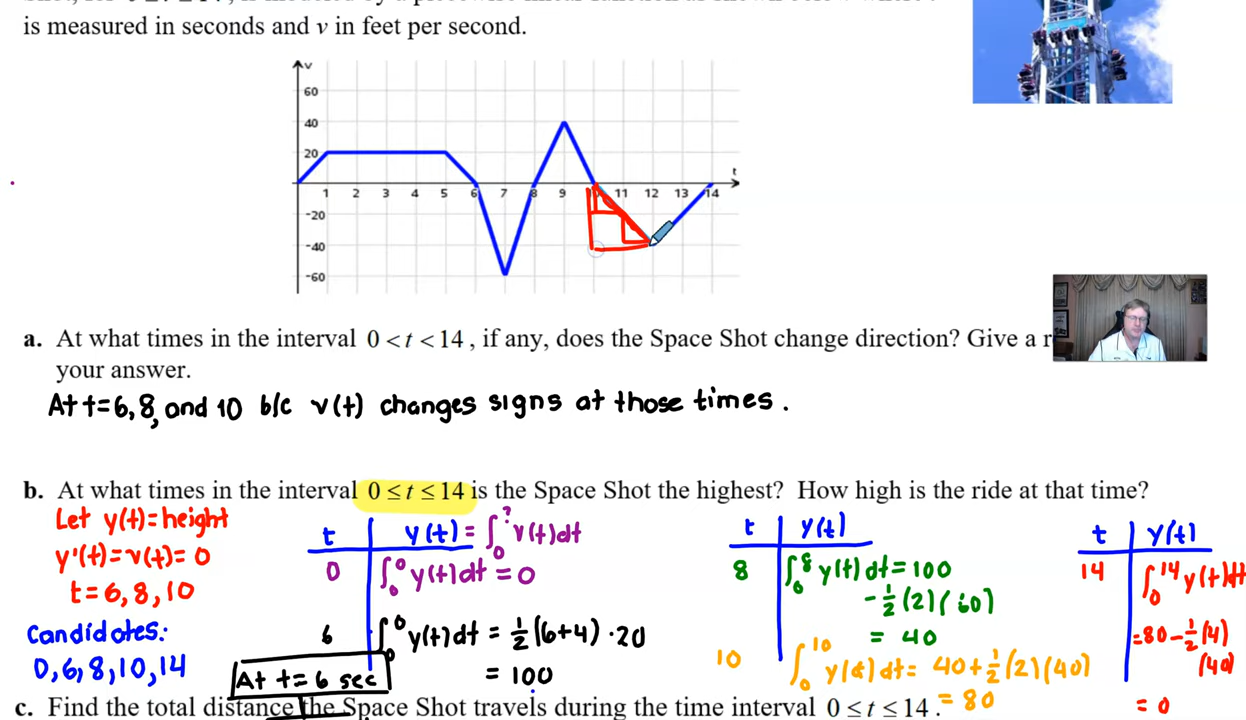 is measured in seconds and v in feet per second.
v
60
40
20
t
1 2 3 4 5 6 7 8 9 11 12 13 14
-20
-40
-60
a. At what times in the interval 0 < t < 14, if any, does the Space Shot change direction? Give a r
your answer.
At t=6, 8, and 10 b/c v(t) changes signs at those times.
b. At what times in the interval 0 ≤ t ≤ 14 is the Space Shot the highest? How high is the ride at that time?
Let y(t)=height
y'(t)=v(t)=0
t=6, 8, 10
Candidates:
0, 6, 8, 10, 14
t y(t) = ∫₀^? v(t)dt
0 ∫₀⁰ y(t)dt = 0
6 ∫₀⁰ y(t)dt = ½(6+4)·20
= 100
At t=6 sec
t y(t)
8 ∫₀⁸ y(t)dt=100
-½(2)(60)
= 40
10 ∫₀¹⁰ y(t)dt= 40+½(2)(40)
= 80
t y(t)
14 ∫₀¹⁴ y(t)dt
=80-½(4)
(40)
= 0
c. Find the total distance the Space Shot travels during the time interval 0 ≤ t ≤ 14.